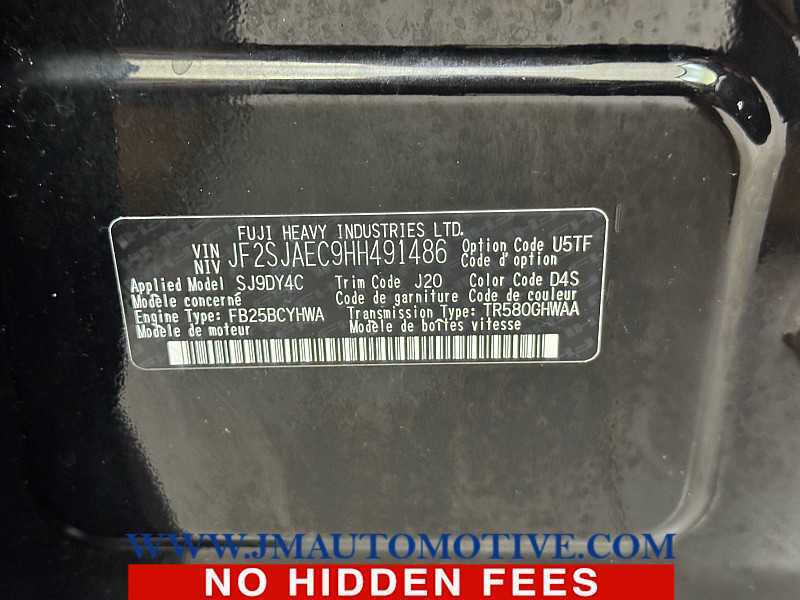 FUJI HEAVY INDUSTRIES LTD.
VIN NIV JF2SJAEC9HH491486 Option Code U5TF
Code d'option
Applied Model SJ9DY4C Trim Code J20 Color Code D4S
Modele concerné Code de garniture Code de couleur
Engine Type: FB25BCYHWA Transmission Type: TR580GHWAA
Modele de moteur Modele de boîtes vitesse
WWW.JMAUTOMOTIVE.COM
NO HIDDEN FEES